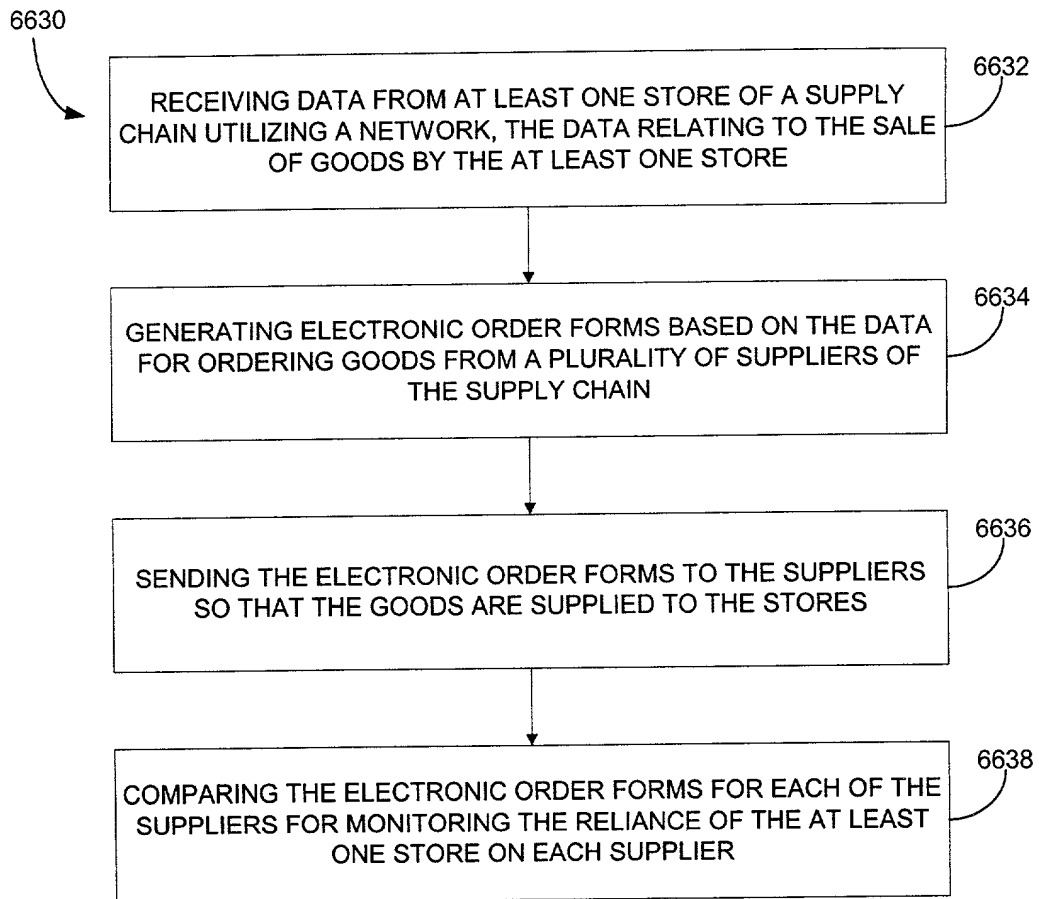 6630
6632
RECEIVING DATA FROM AT LEAST ONE STORE OF A SUPPLY
CHAIN UTILIZING A NETWORK, THE DATA RELATING TO THE SALE
OF GOODS BY THE AT LEAST ONE STORE
6634
GENERATING ELECTRONIC ORDER FORMS BASED ON THE DATA
FOR ORDERING GOODS FROM A PLURALITY OF SUPPLIERS OF
THE SUPPLY CHAIN
6636
SENDING THE ELECTRONIC ORDER FORMS TO THE SUPPLIERS
SO THAT THE GOODS ARE SUPPLIED TO THE STORES
6638
COMPARING THE ELECTRONIC ORDER FORMS FOR EACH OF THE
SUPPLIERS FOR MONITORING THE RELIANCE OF THE AT LEAST
ONE STORE ON EACH SUPPLIER